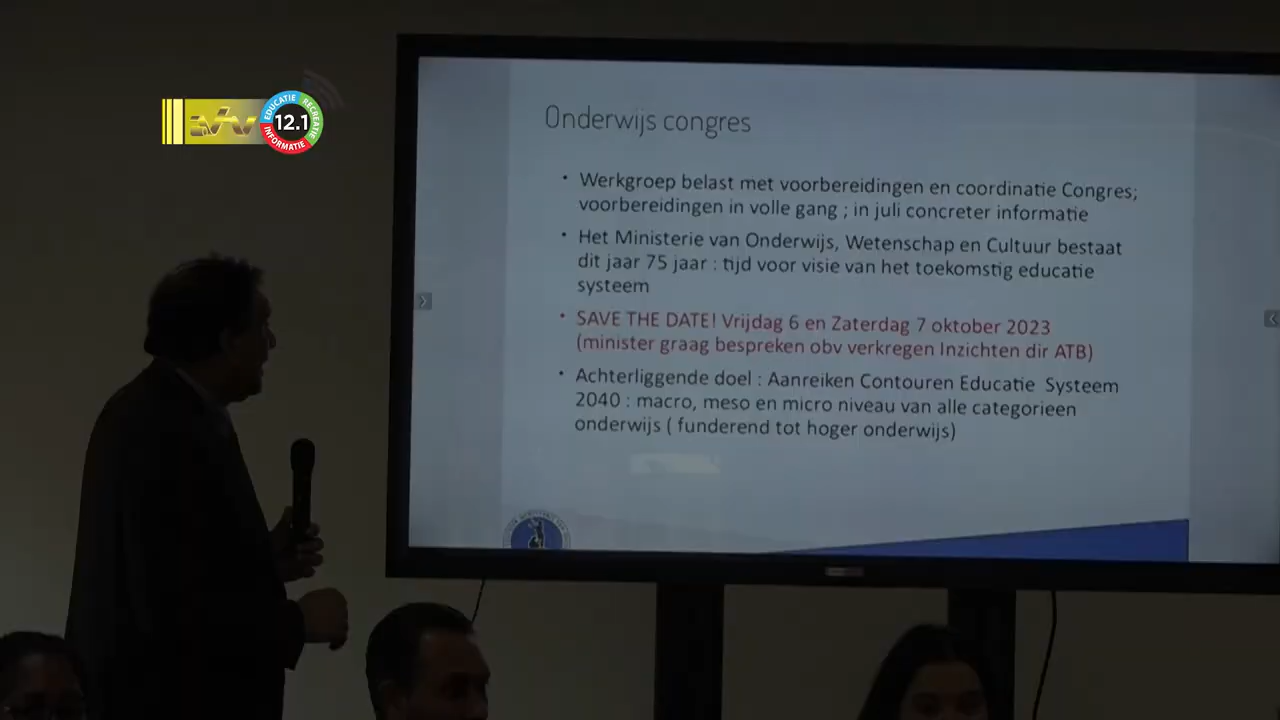 EDUCATIE
RECREATIE
INFORMATIE
12.1
Onderwijs congres
• Werkgroep belast met voorbereidingen en coordinatie Congres;
voorbereidingen in volle gang ; in juli concreter informatie
• Het Ministerie van Onderwijs, Wetenschap en Cultuur bestaat
dit jaar 75 jaar : tijd voor visie van het toekomstig educatie
systeem
• SAVE THE DATE! Vrijdag 6 en Zaterdag 7 oktober 2023
(minister graag bespreken obv verkregen Inzichten dir ATB)
• Achterliggende doel : Aanreiken Contouren Educatie Systeem
2040 : macro, meso en micro niveau van alle categorieen
onderwijs ( funderend tot hoger onderwijs)